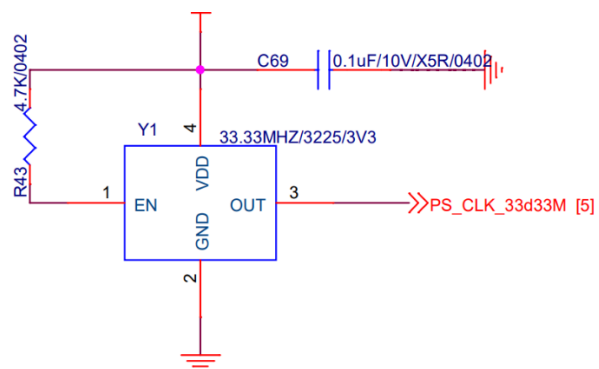 C69
0.1uF/10V/X5R/0402
4.7K/0402
R43
Y1
33.33MHZ/3225/3V3
4
VDD
1
EN
OUT
3
PS_CLK_33d33M [5]
GND
2